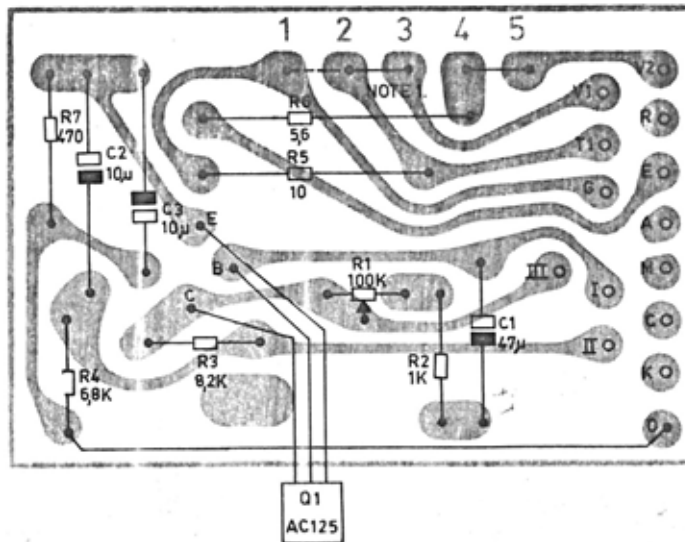 1 2 3 4 5
V2
NOTE 1.
V1
R6
5,6
R
R7
470
T1
C2
10µ
R5
10
E
G
C3
10µ
E
A
B
M
III
I
R1
100K
C
C1
47µ
C
II
R3
8,2K
R2
1K
K
R4
6,8K
O
Q1
AC125